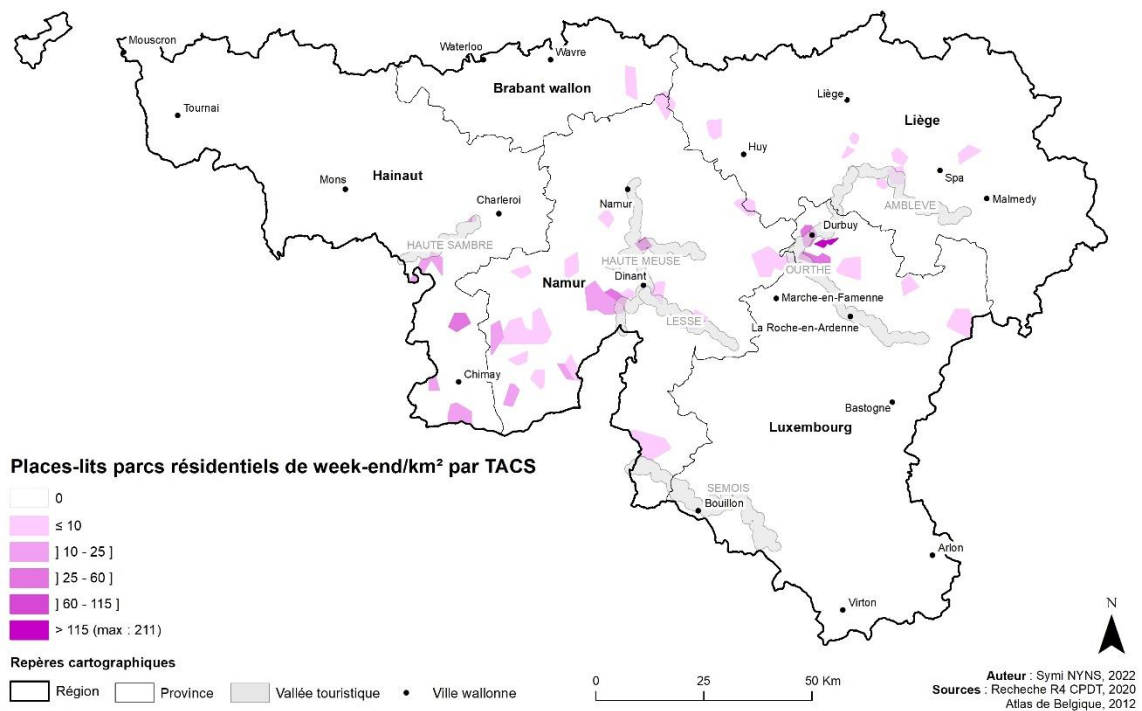 Mouscron
Waterloo
Wavre
Brabant wallon
Tournai
Liège
Liège
Huy
Hainaut
Mons
Spa
Charleroi
Namur
Malmedy
AMBLEVE
Durbuy
HAUTE SAMBRE
HAUTE MEUSE
OURTHE
Dinant
Namur
Marche-en-Famenne
LESSE
La Roche-en-Ardenne
Chimay
Bastogne
Luxembourg
SEMOIS
Bouillon
Arlon
Virton
Places-lits parcs résidentiels de week-end/km² par TACS
0
≤ 10
] 10 - 25 ]
] 25 - 60 ]
] 60 - 115 ]
> 115 (max : 211)
Repères cartographiques
Région
Province
Vallée touristique
Ville wallonne
0 25 50 Km
N
Auteur : Symi NYNS, 2022
Sources : Recheche R4 CPDT, 2020
Atlas de Belgique, 2012